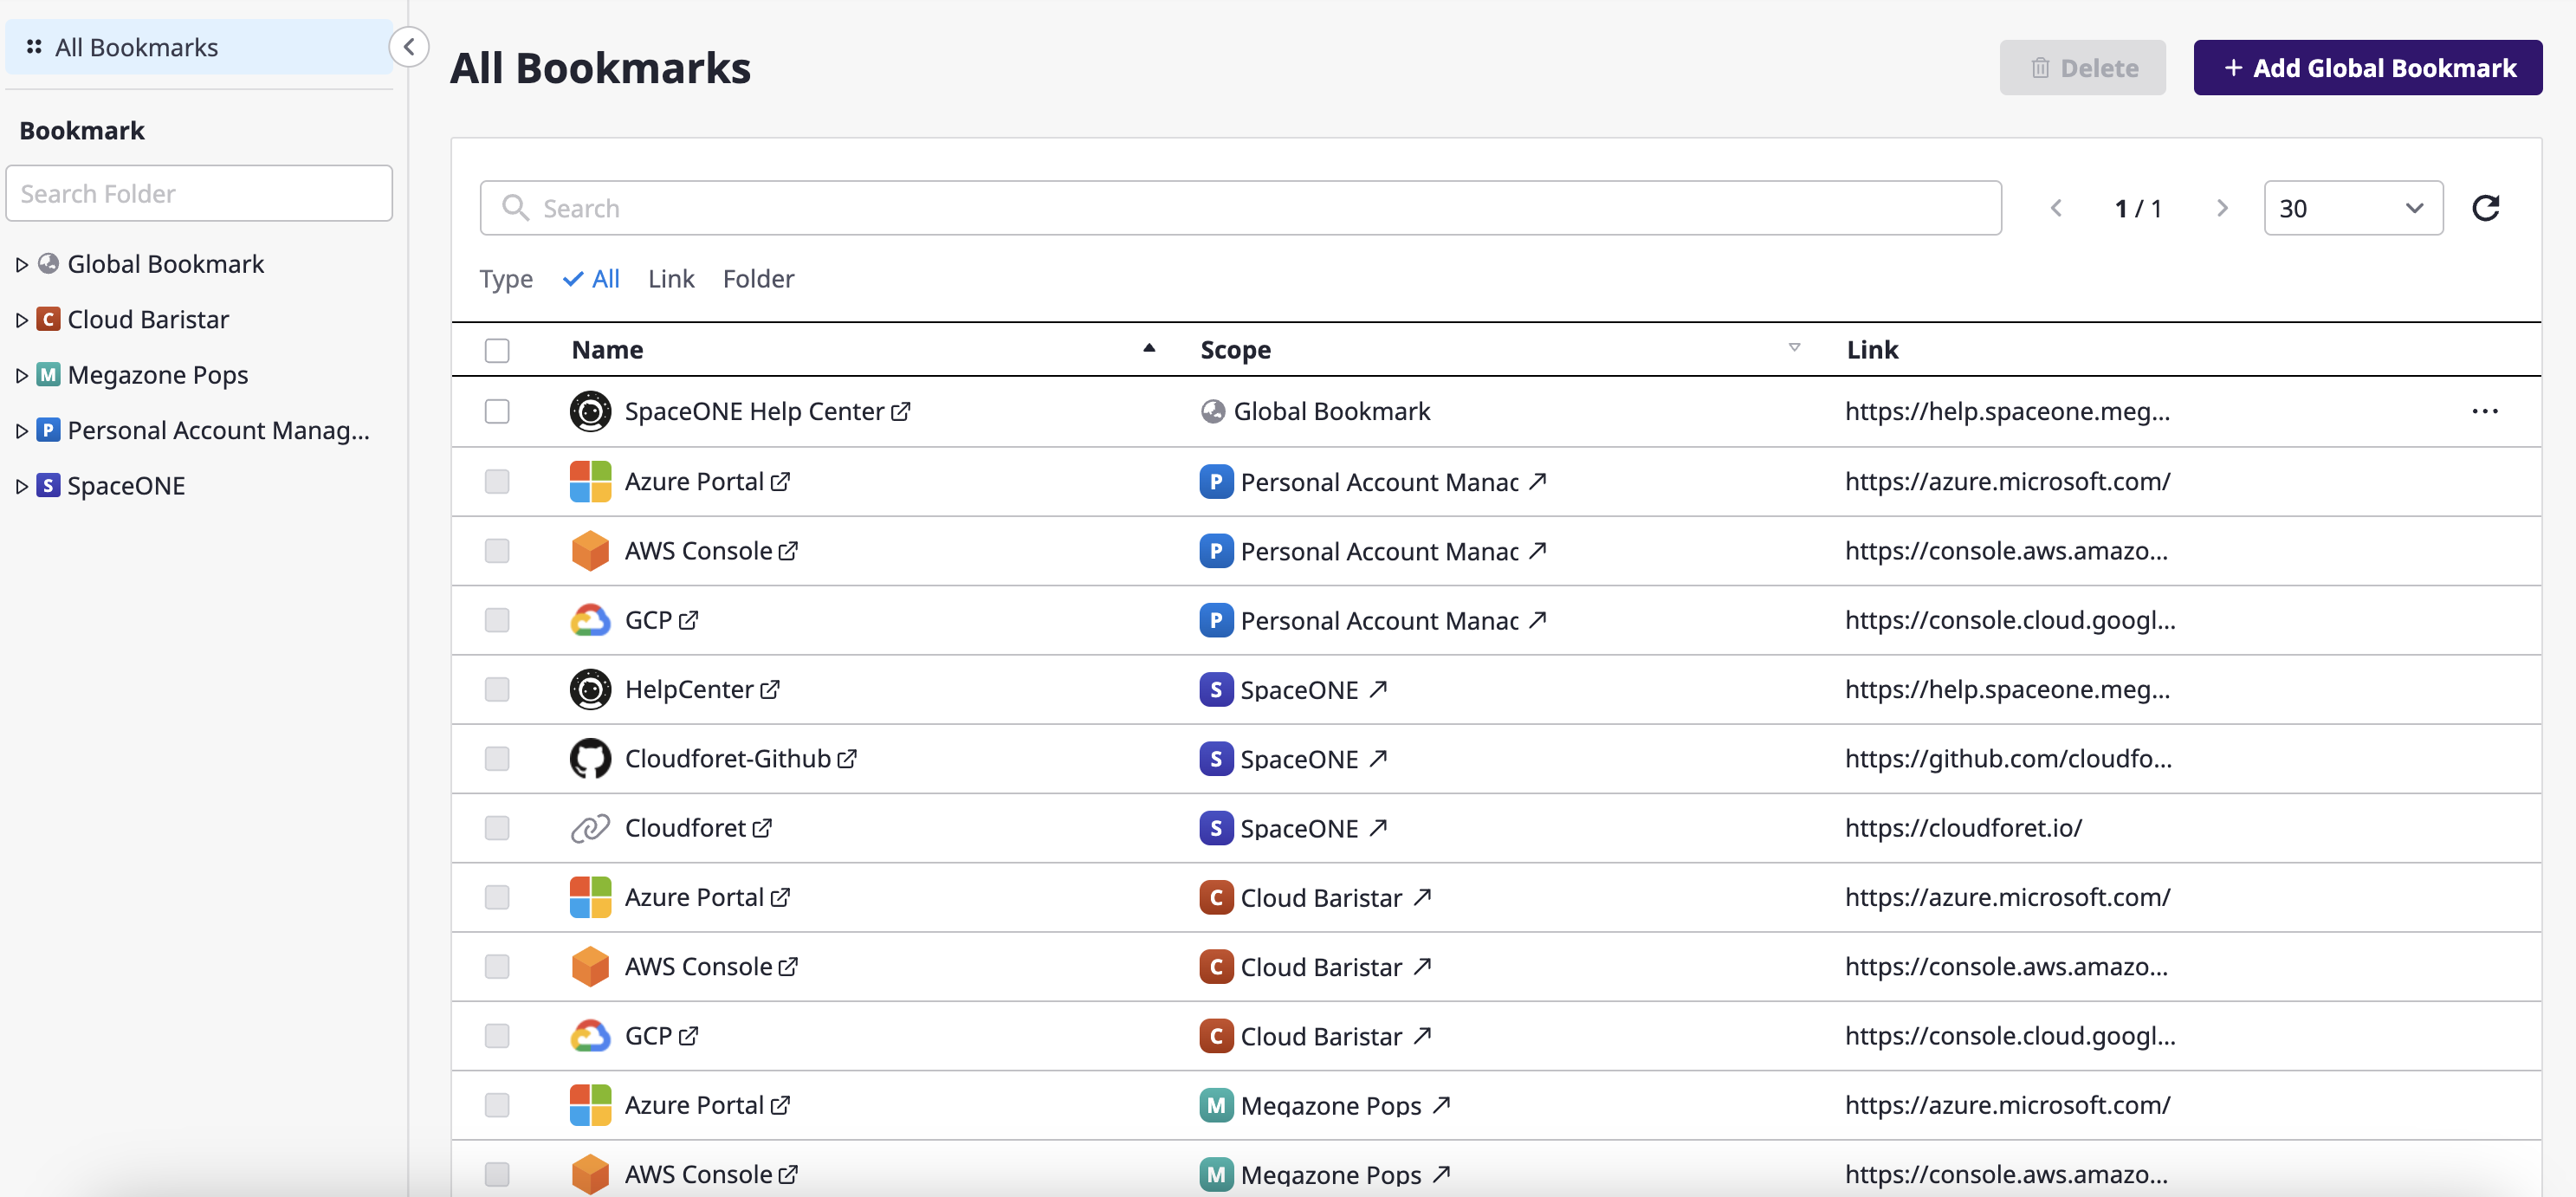 All Bookmarks
Bookmark
Search Folder
Global Bookmark
C Cloud Baristar
M Megazone Pops
P Personal Account Manag...
S SpaceONE
All Bookmarks
Delete
+ Add Global Bookmark
Search
1 / 1
30
Type All Link Folder
Name Scope Link
SpaceONE Help Center Global Bookmark https://help.spaceone.meg... ...
Azure Portal P Personal Account Manac https://azure.microsoft.com/
AWS Console P Personal Account Manac https://console.aws.amazo...
GCP P Personal Account Manac https://console.cloud.googl...
HelpCenter S SpaceONE https://help.spaceone.meg...
Cloudforet-Github S SpaceONE https://github.com/cloudfo...
Cloudforet S SpaceONE https://cloudforet.io/
Azure Portal C Cloud Baristar https://azure.microsoft.com/
AWS Console C Cloud Baristar https://console.aws.amazo...
GCP C Cloud Baristar https://console.cloud.googl...
Azure Portal M Megazone Pops https://azure.microsoft.com/
AWS Console M Megazone Pops https://console.aws.amazo...